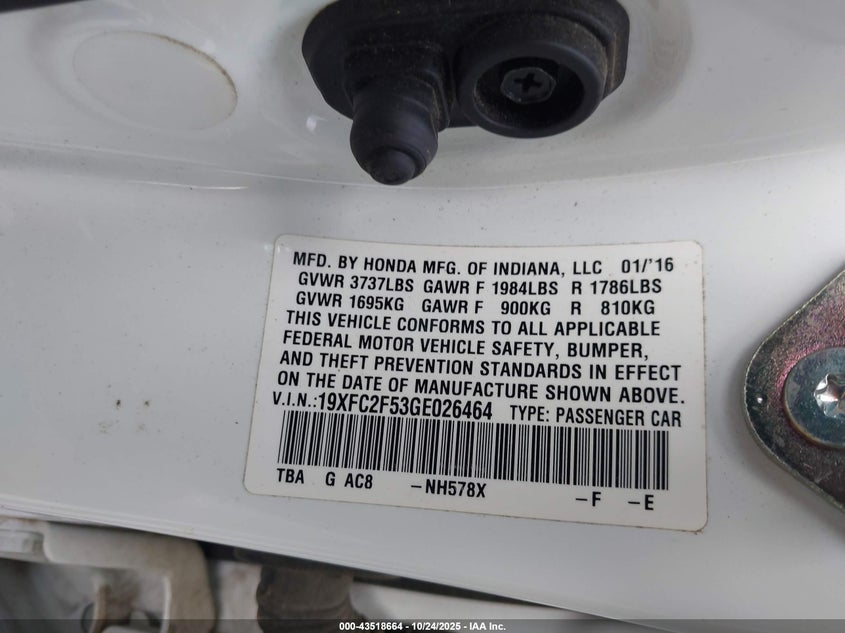 MFD. BY HONDA MFG. OF INDIANA, LLC 01/'16
GVWR 3737LBS GAWR F 1984LBS R 1786LBS
GVWR 1695KG GAWR F 900KG R 810KG
THIS VEHICLE CONFORMS TO ALL APPLICABLE
FEDERAL MOTOR VEHICLE SAFETY, BUMPER,
AND THEFT PREVENTION STANDARDS IN EFFECT
ON THE DATE OF MANUFACTURE SHOWN ABOVE.
V.I.N.:19XFC2F53GE026464 TYPE: PASSENGER CAR
TBA G AC8 -NH578X -F -E
000-43518664 • 10/24/2025 - IAA Inc.